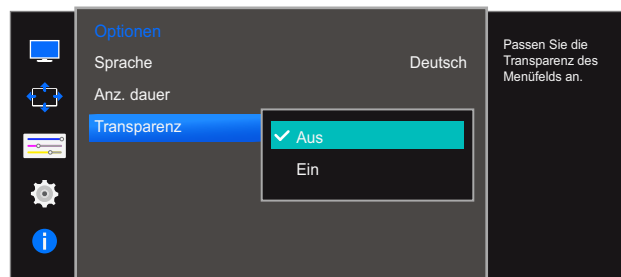 Optionen
Sprache Deutsch
Anz. dauer
Transparenz
Aus
Ein
Passen Sie die
Transparenz des
Menüfelds an.